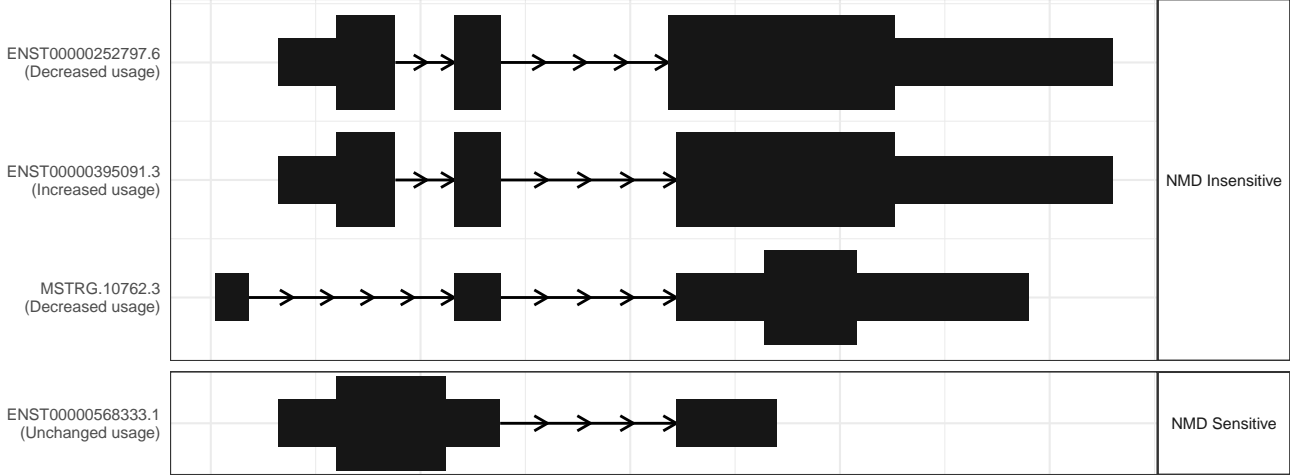 ENST00000252797.6
(Decreased usage)
ENST00000395091.3
(Increased usage)
NMD Insensitive
MSTRG.10762.3
(Decreased usage)
ENST00000568333.1
(Unchanged usage)
NMD Sensitive